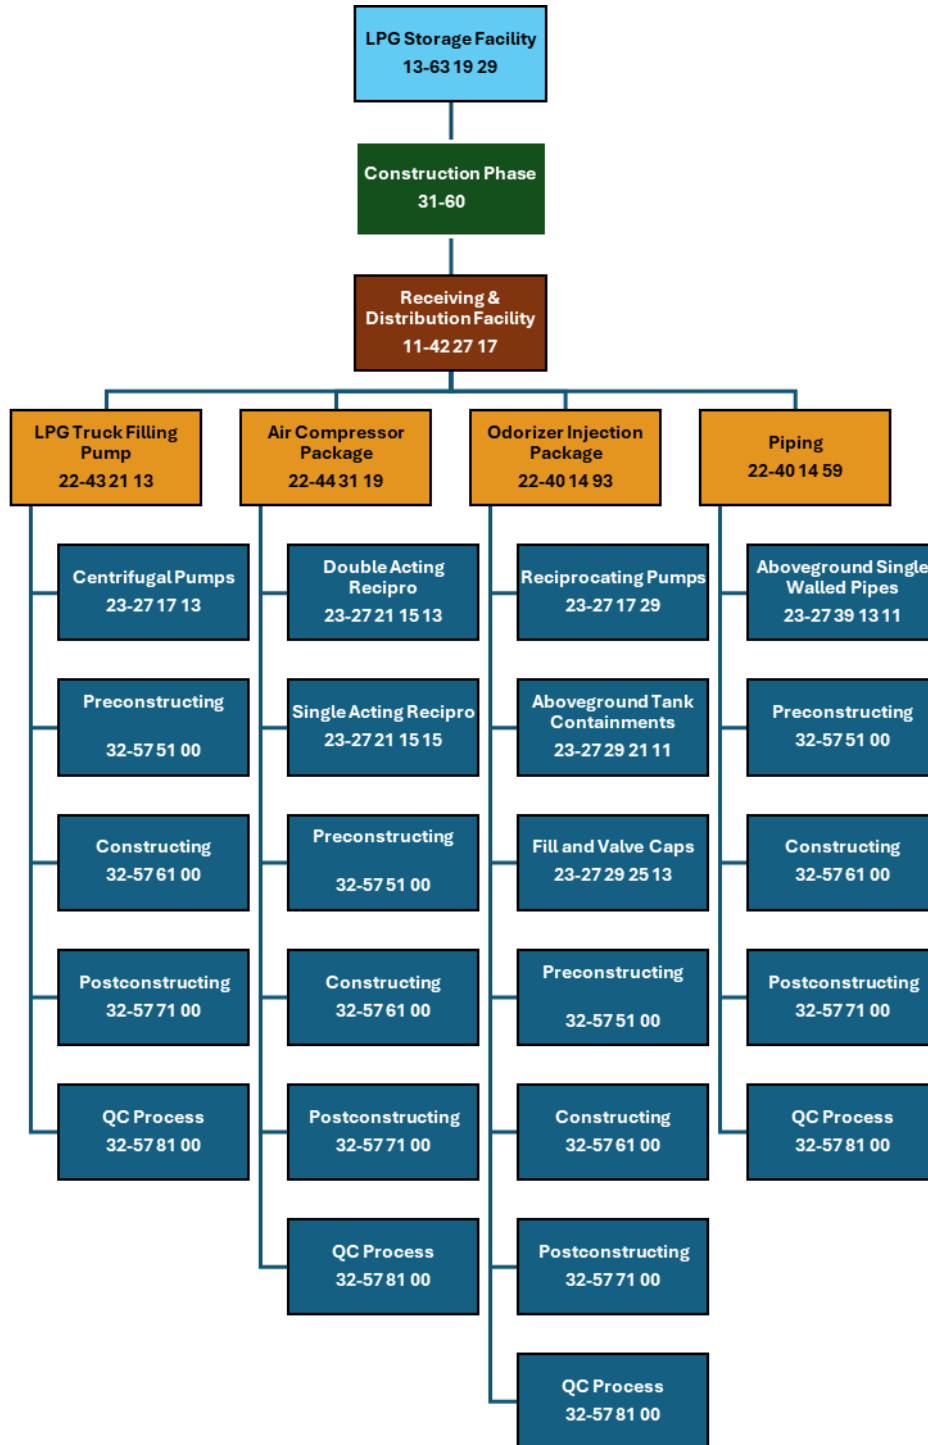 LPG Storage Facility
13-63 19 29
Construction Phase
31-60
Receiving &
Distribution Facility
11-42 27 17
LPG Truck Filling
Pump
22-43 21 13
Air Compressor
Package
22-44 31 19
Odorizer Injection
Package
22-40 14 93
Piping
22-40 14 59
Centrifugal Pumps
23-27 17 13
Preconstructing
32-57 51 00
Constructing
32-57 61 00
Postconstructing
32-57 71 00
QC Process
32-57 81 00
Double Acting
Recipro
23-27 21 15 13
Single Acting Recipro
23-27 21 15 15
Preconstructing
32-57 51 00
Constructing
32-57 61 00
Postconstructing
32-57 71 00
QC Process
32-57 81 00
Reciprocating Pumps
23-27 17 29
Aboveground Tank
Containments
23-27 29 21 11
Fill and Valve Caps
23-27 29 25 13
Preconstructing
32-57 51 00
Constructing
32-57 61 00
Postconstructing
32-57 71 00
QC Process
32-57 81 00
Aboveground Single
Walled Pipes
23-27 39 13 11
Preconstructing
32-57 51 00
Constructing
32-57 61 00
Postconstructing
32-57 71 00
QC Process
32-57 81 00